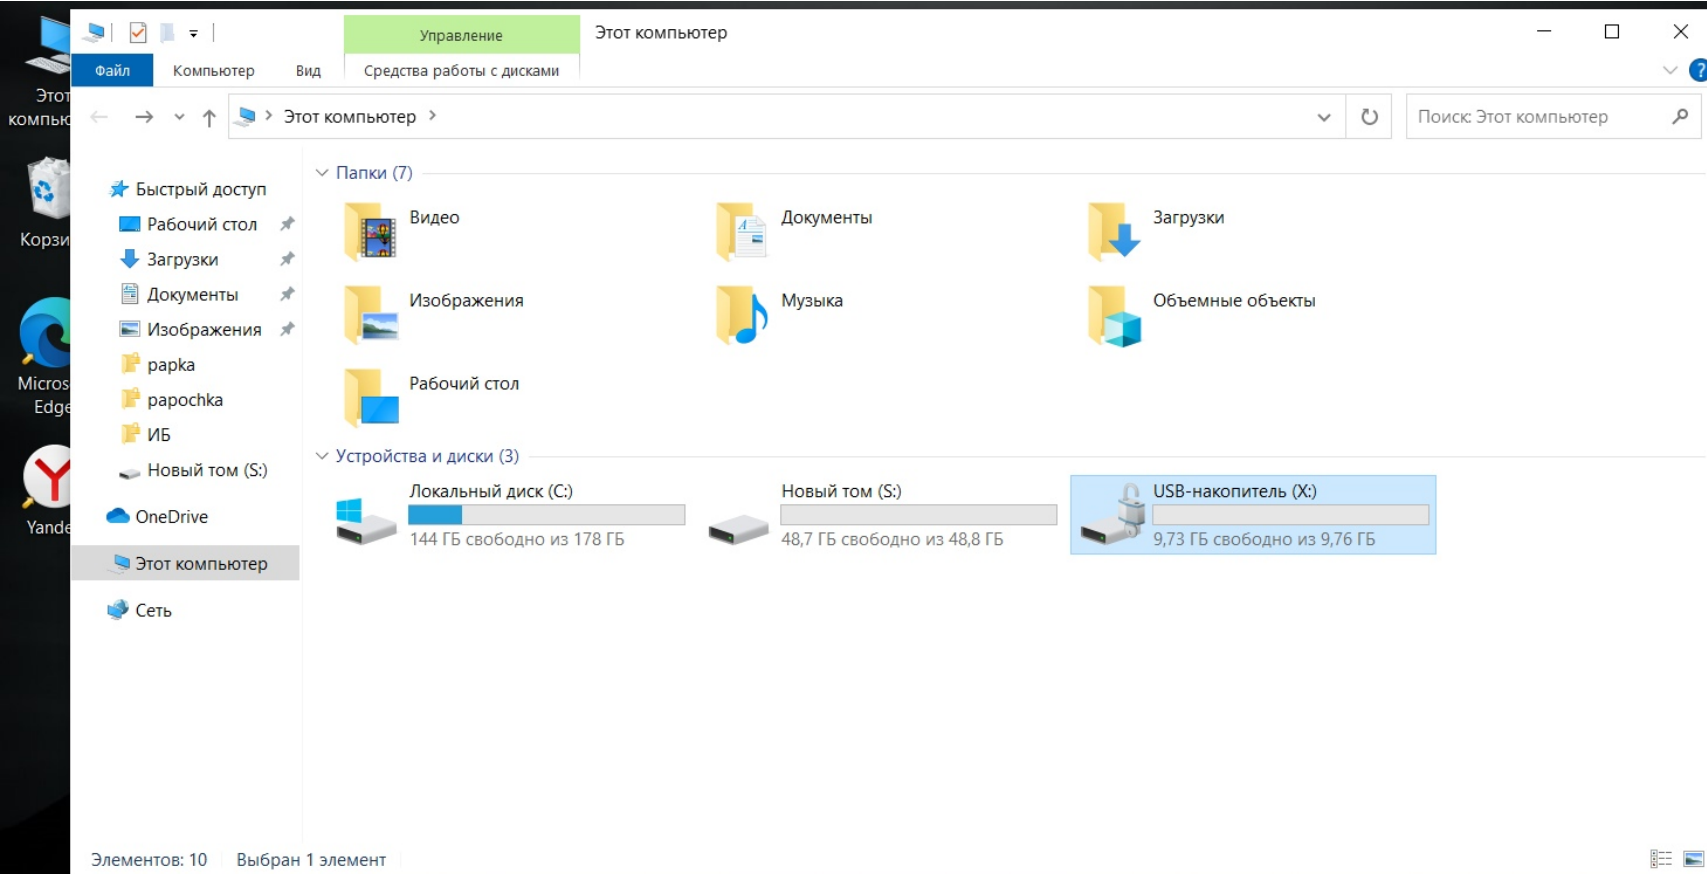 Управление
Этот компьютер
Файл
Компьютер
Вид
Средства работы с дисками
Этот компьютер
Поиск: Этот компьютер
Этот
компью
Корзи
Micros
Edge
Yande
Быстрый доступ
Рабочий стол
Загрузки
Документы
Изображения
papka
papochka
ИБ
Новый том (S:)
OneDrive
Этот компьютер
Сеть
Папки (7)
Видео
Документы
Загрузки
Изображения
Музыка
Объемные объекты
Рабочий стол
Устройства и диски (3)
Локальный диск (C:)
144 ГБ свободно из 178 ГБ
Новый том (S:)
48,7 ГБ свободно из 48,8 ГБ
USB-накопитель (X:)
9,73 ГБ свободно из 9,76 ГБ
Элементов: 10
Выбран 1 элемент